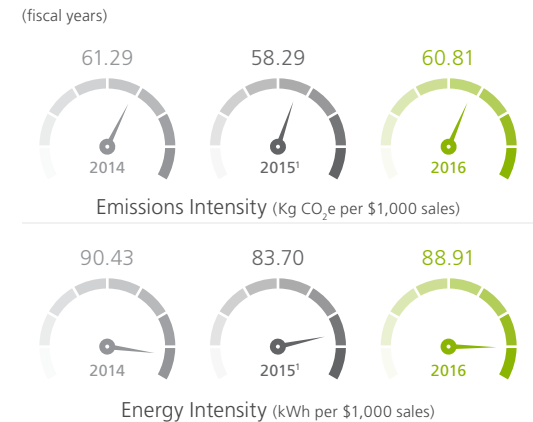 (fiscal years)
61.29 58.29 60.81
2014 2015¹ 2016
Emissions Intensity (Kg CO₂e per $1,000 sales)
90.43 83.70 88.91
2014 2015¹ 2016
Energy Intensity (kWh per $1,000 sales)